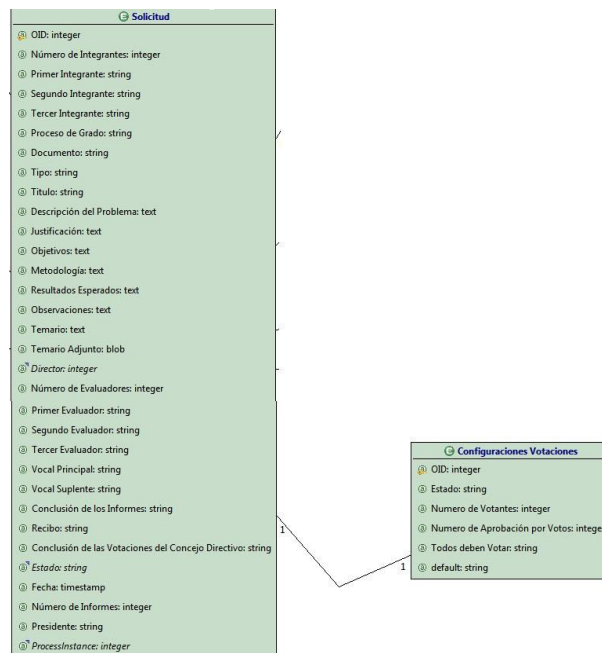 Solicitud
OID: integer
Número de Integrantes: integer
Primer Integrante: string
Segundo Integrante: string
Tercer Integrante: string
Proceso de Grado: string
Documento: string
Tipo: string
Titulo: string
Descripción del Problema: text
Justificación: text
Objetivos: text
Metodología: text
Resultados Esperados: text
Observaciones: text
Temario: text
Temario Adjunto: blob
Director: integer
Número de Evaluadores: integer
Primer Evaluador: string
Segundo Evaluador: string
Tercer Evaluador: string
Vocal Principal: string
Vocal Suplente: string
Conclusión de los Informes: string
Recibo: string
Conclusión de las Votaciones del Concejo Directivo: string
Estado: string
Fecha: timestamp
Número de Informes: integer
Presidente: string
ProcessInstance: integer
1
1
Configuraciones Votaciones
OID: integer
Estado: string
Numero de Votantes: integer
Numero de Aprobación por Votos: intege
Todos deben Votar: string
default: string